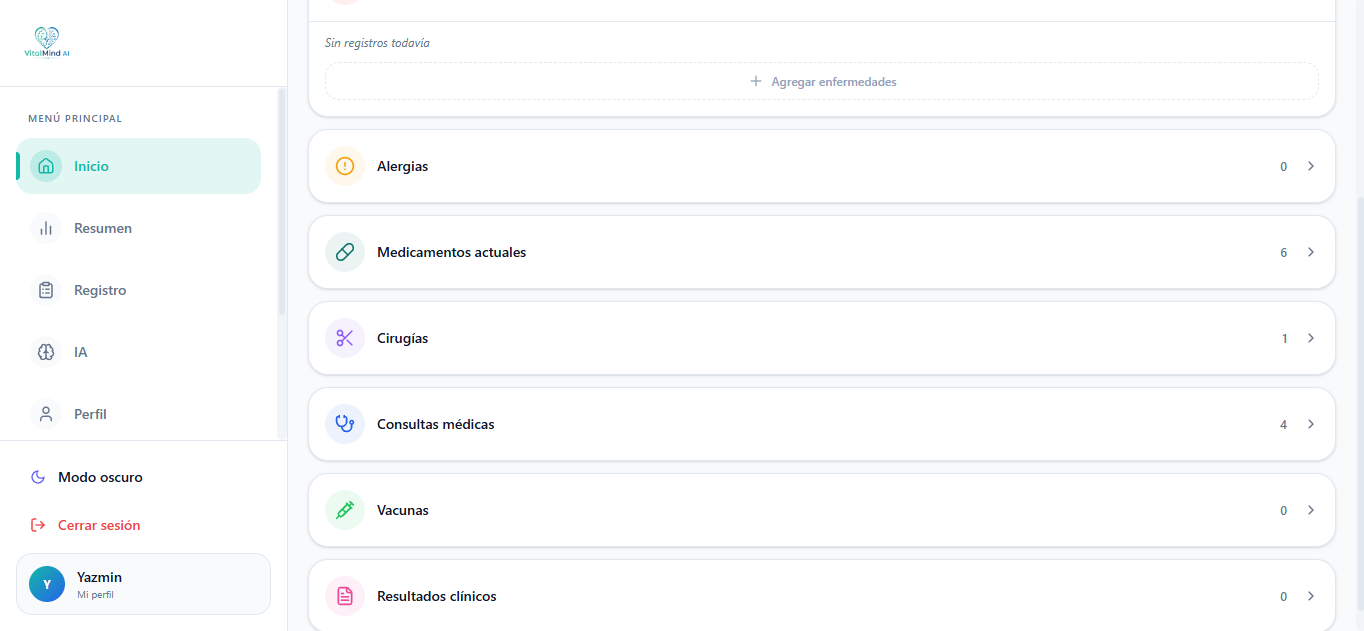 VitalMind AI
MENÚ PRINCIPAL
Inicio
Resumen
Registro
IA
Perfil
Modo oscuro
Cerrar sesión
Y
Yazmin
Mi perfil
Sin registros todavía
+ Agregar enfermedades
Alergias 0
Medicamentos actuales 6
Cirugías 1
Consultas médicas 4
Vacunas 0
Resultados clínicos 0